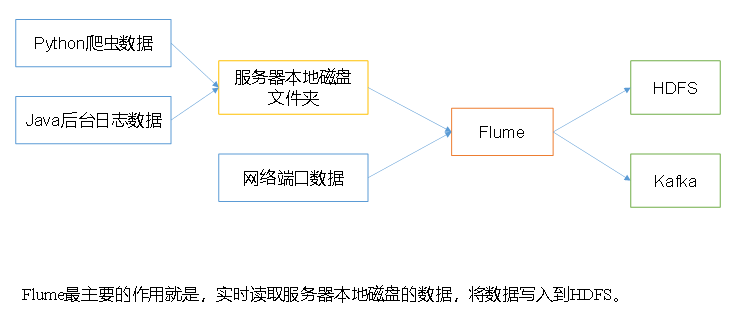 Python爬虫数据
Java后台日志数据
服务器本地磁盘
文件夹
网络端口数据
Flume
HDFS
Kafka
Flume最主要的作用就是，实时读取服务器本地磁盘的数据，将数据写入到HDFS。